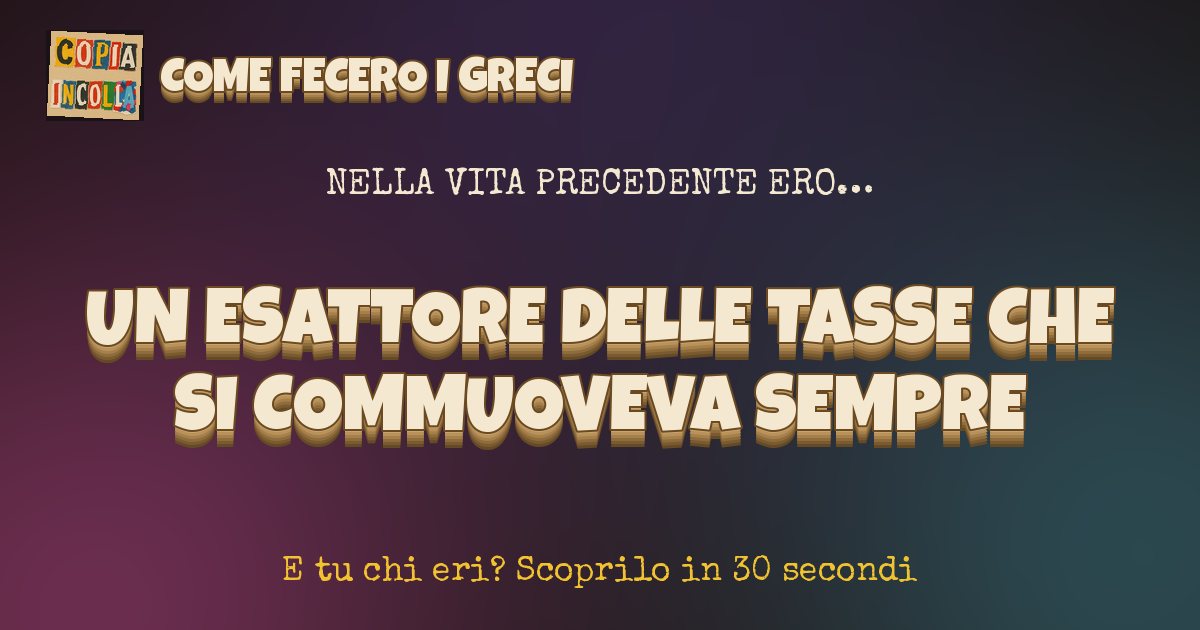 COPIA
INCOLLA
COME FECERO I GRECI
NELLA VITA PRECEDENTE ERO...
UN ESATTORE DELLE TASSE CHE
SI COMMUOVEVA SEMPRE
E tu chi eri? Scoprilo in 30 secondi